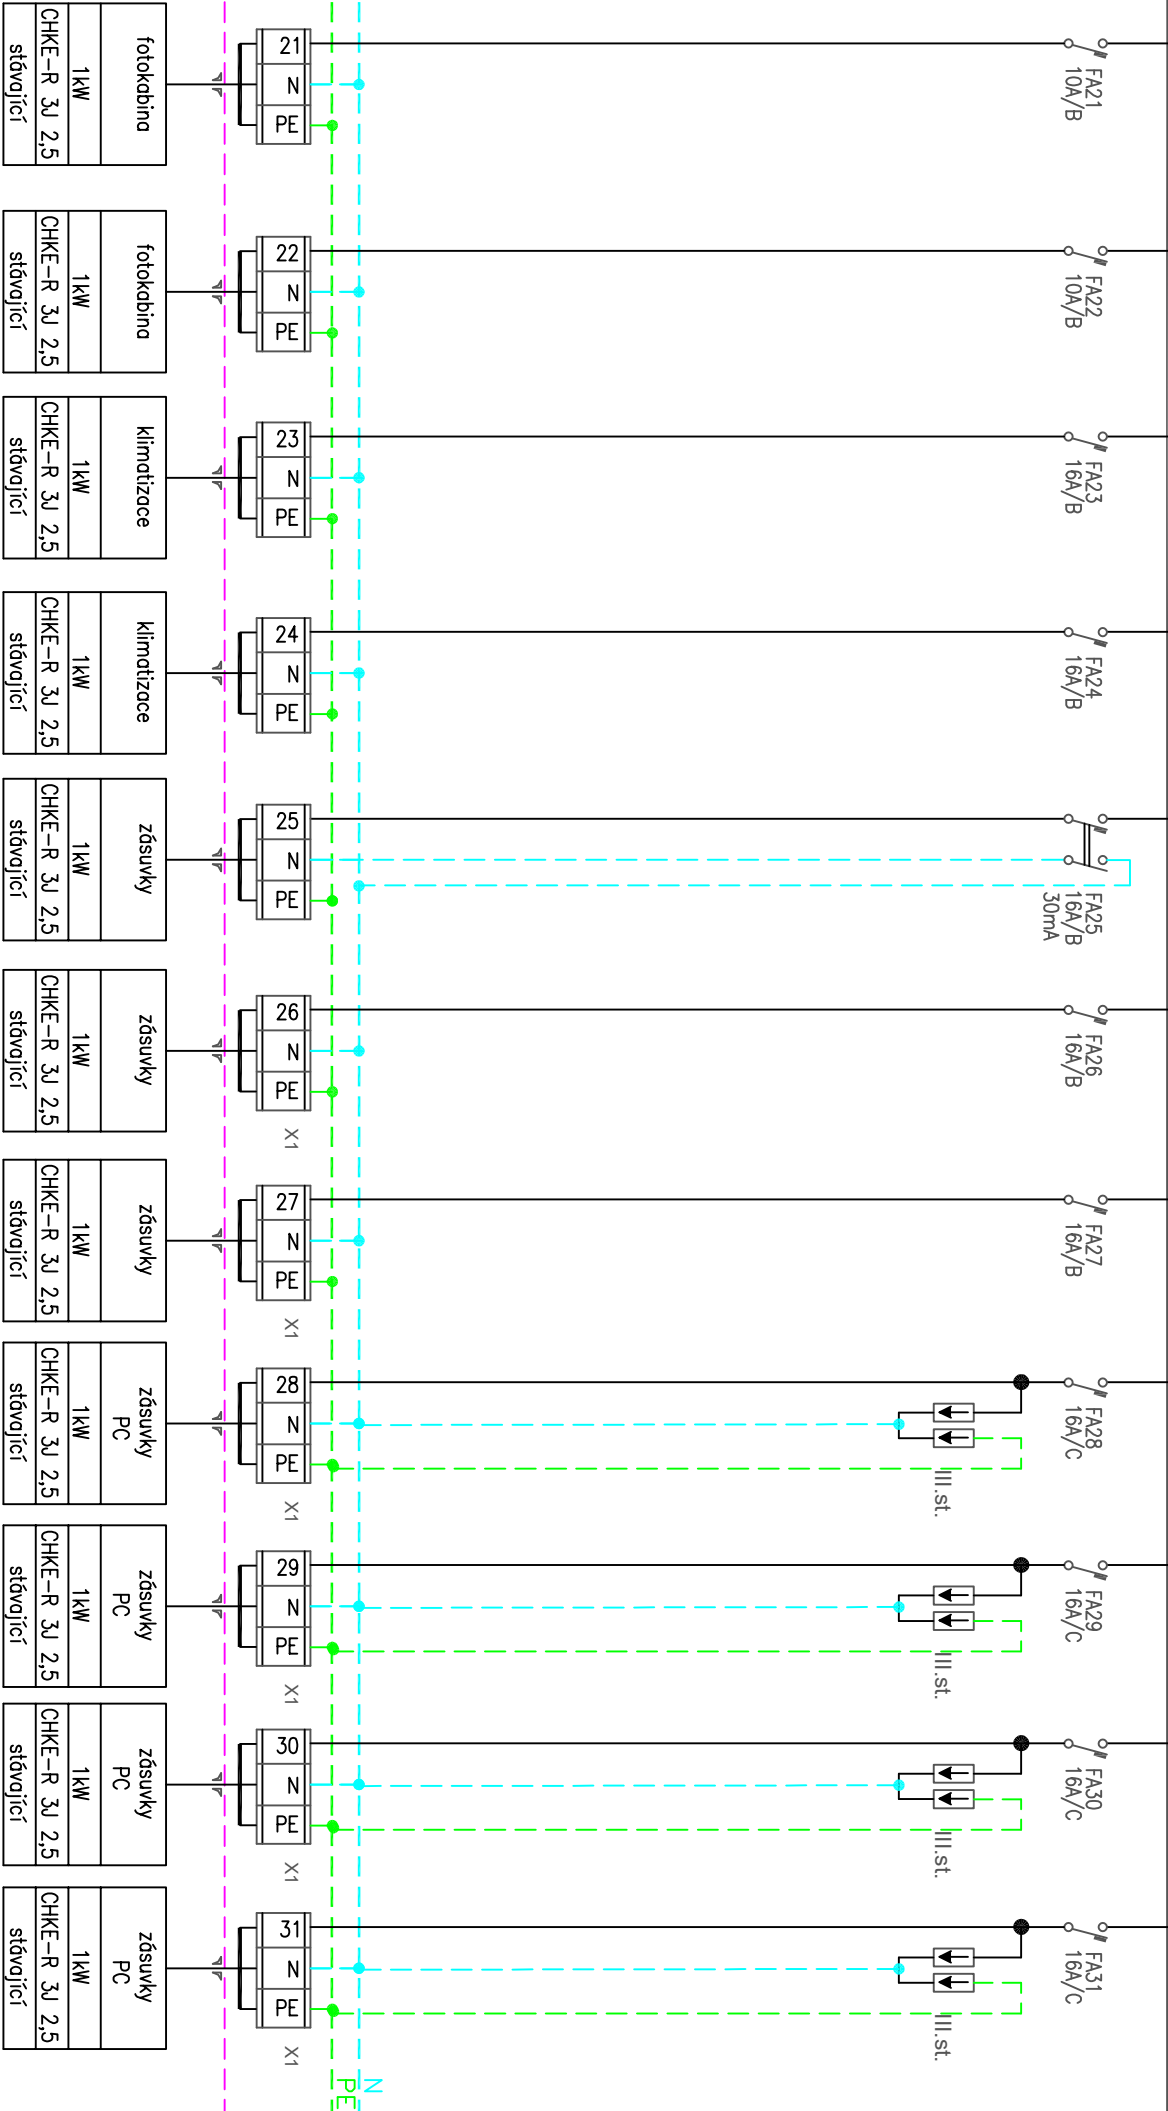 FA21
10A/B
21
N
PE
fotokabina
1kW
CHKE-R 3J 2,5
stávající
FA22
10A/B
22
N
PE
fotokabina
1kW
CHKE-R 3J 2,5
stávající
FA23
16A/B
23
N
PE
klimatizace
1kW
CHKE-R 3J 2,5
stávající
FA24
16A/B
24
N
PE
klimatizace
1kW
CHKE-R 3J 2,5
stávající
FA25
16A/B
30mA
25
N
PE
zásuvky
1kW
CHKE-R 3J 2,5
stávající
FA26
16A/B
26
N
PE
X1
zásuvky
1kW
CHKE-R 3J 2,5
stávající
FA27
16A/B
27
N
PE
X1
zásuvky
1kW
CHKE-R 3J 2,5
stávající
FA28
16A/C
III.st.
28
N
PE
X1
zásuvky
PC
1kW
CHKE-R 3J 2,5
stávající
FA29
16A/C
III.st.
29
N
PE
X1
zásuvky
PC
1kW
CHKE-R 3J 2,5
stávající
FA30
16A/C
III.st.
30
N
PE
X1
zásuvky
PC
1kW
CHKE-R 3J 2,5
stávající
FA31
16A/C
III.st.
31
N
PE
X1
zásuvky
PC
1kW
CHKE-R 3J 2,5
stávající
N
PE